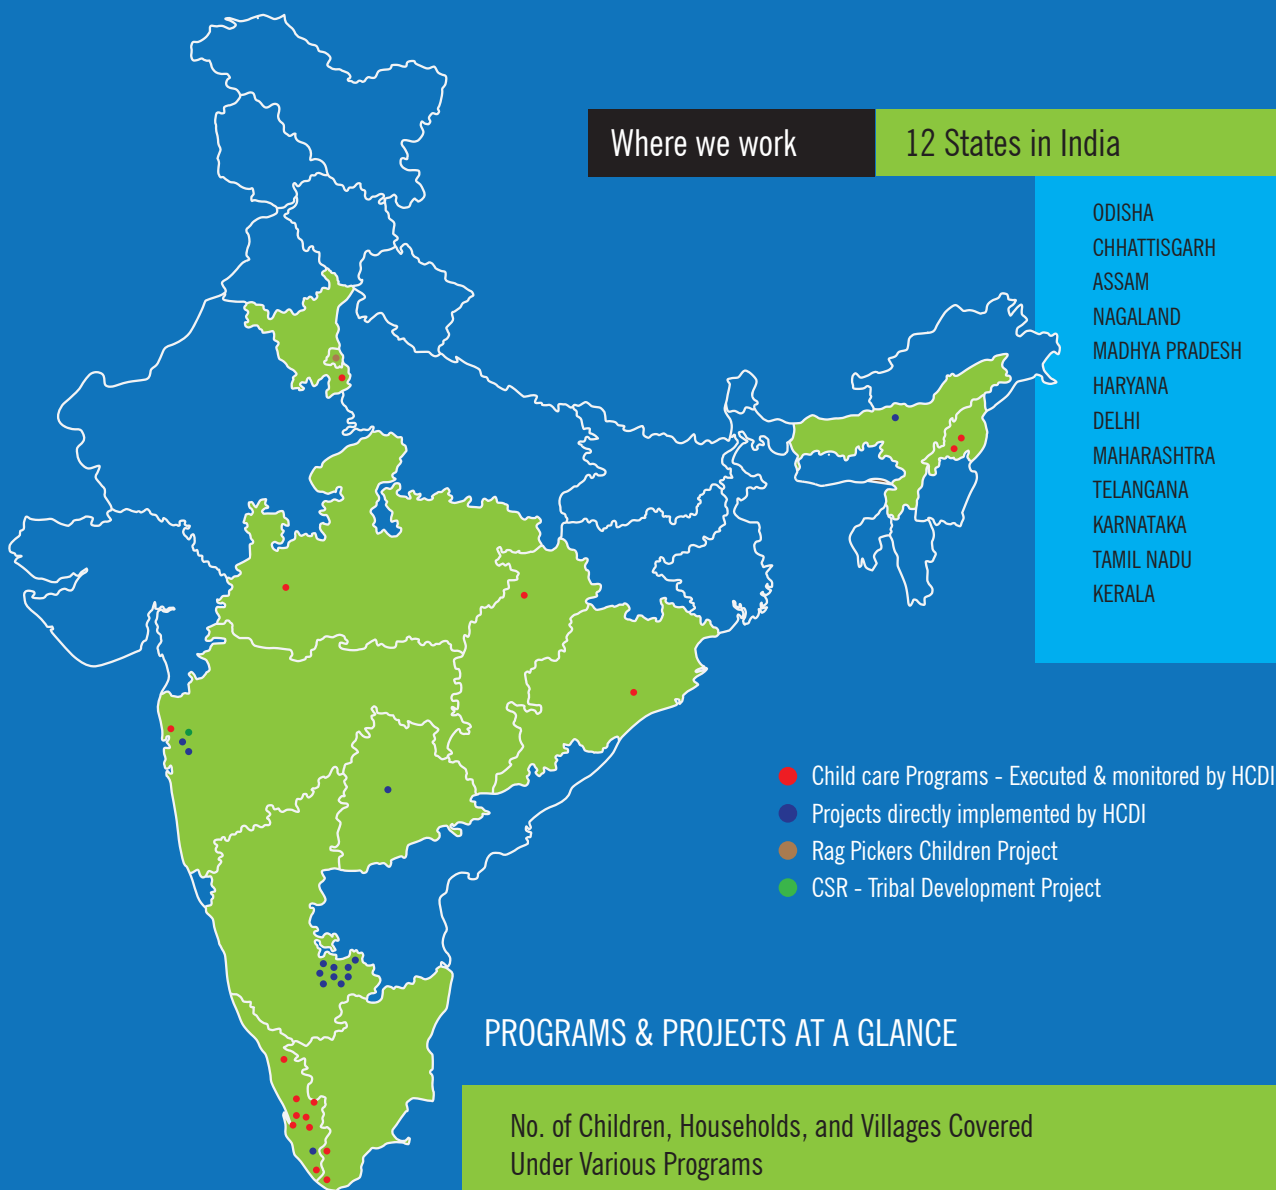 Where we work
12 States in India
ODISHA
CHHATTISGARH
ASSAM
NAGALAND
MADHYA PRADESH
HARYANA
DELHI
MAHARASHTRA
TELANGANA
KARNATAKA
TAMIL NADU
KERALA
Child care Programs - Executed & monitored by HCDI
Projects directly implemented by HCDI
Rag Pickers Children Project
CSR - Tribal Development Project
PROGRAMS & PROJECTS AT A GLANCE
No. of Children, Households, and Villages Covered
Under Various Programs